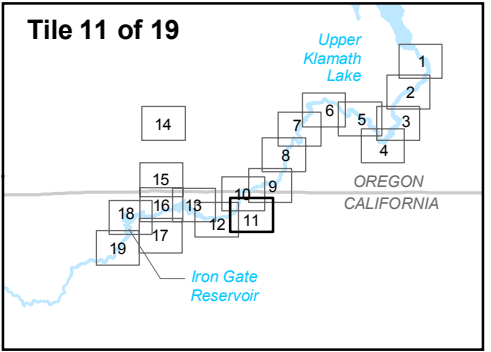 Tile 11 of 19
Upper
Klamath
Lake
1
2
3
4
5
6
7
8
9
10
11
12
13
14
15
16
17
18
19
OREGON
CALIFORNIA
Iron Gate
Reservoir